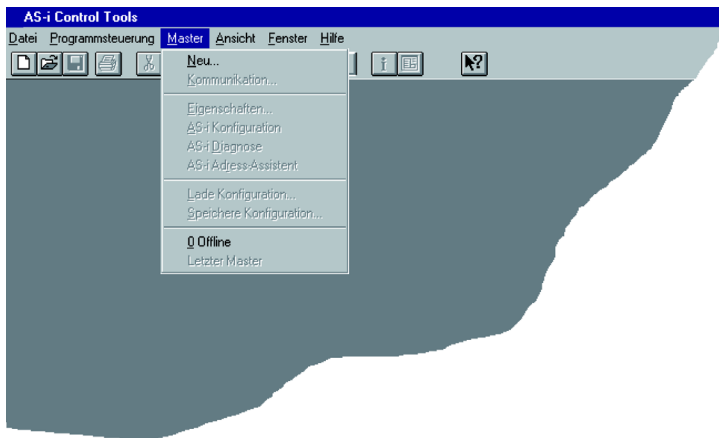 AS-i Control Tools
Datei Programmsteuerung Master Ansicht Fenster Hilfe
Neu...
Kommunikation...
Eigenschaften...
AS-i Konfiguration
AS-i Diagnose
AS-i Adress-Assistent
Lade Konfiguration...
Speichere Konfiguration...
0 Offline
Letzter Master